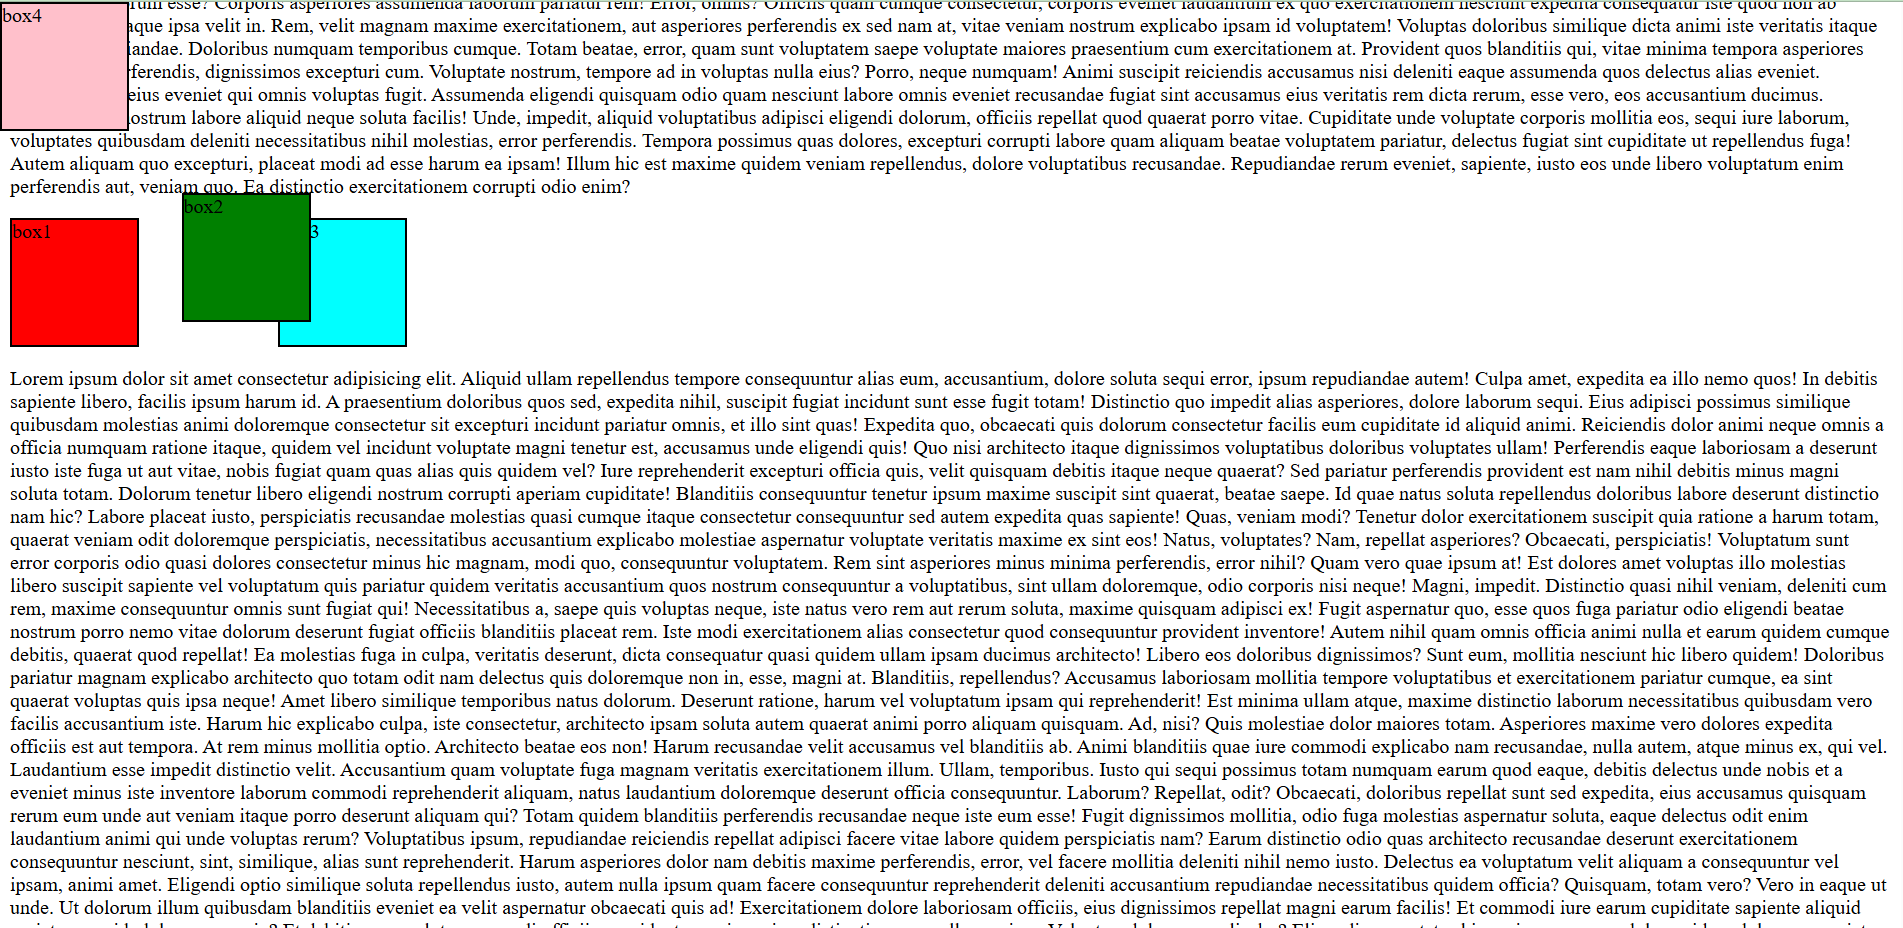 box4
rum esse? Corporis asperiores assumenda laborum pariatur rem! Error, omnis? Officiis quam cumque consectetur, corporis eveniet laudantium ex quo exercitationem nesciunt expedita consequatur iste quod non ab
aque ipsa velit in. Rem, velit magnam maxime exercitationem, aut asperiores perferendis ex sed nam at, vitae veniam nostrum explicabo ipsam id voluptatem! Voluptas doloribus similique dicta animi iste veritatis itaque
iandae. Doloribus numquam temporibus cumque. Totam beatae, error, quam sunt voluptatem saepe voluptate maiores praesentium cum exercitationem at. Provident quos blanditiis qui, vitae minima tempora asperiores
rferendis, dignissimos excepturi cum. Voluptate nostrum, tempore ad in voluptas nulla eius? Porro, neque numquam! Animi suscipit reiciendis accusamus nisi deleniti eaque assumenda quos delectus alias eveniet.
eius eveniet qui omnis voluptas fugit. Assumenda eligendi quisquam odio quam nesciunt labore omnis eveniet recusandae fugiat sint accusamus eius veritatis rem dicta rerum, esse vero, eos accusantium ducimus.
ostrum labore aliquid neque soluta facilis! Unde, impedit, aliquid voluptatibus adipisci eligendi dolorum, officiis repellat quod quaerat porro vitae. Cupiditate unde voluptate corporis mollitia eos, sequi iure laborum,
voluptates quibusdam deleniti necessitatibus nihil molestias, error perferendis. Tempora possimus quas dolores, excepturi corrupti labore quam aliquam beatae voluptatem pariatur, delectus fugiat sint cupiditate ut repellendus fuga!
Autem aliquam quo excepturi, placeat modi ad esse harum ea ipsam! Illum hic est maxime quidem veniam repellendus, dolore voluptatibus recusandae. Repudiandae rerum eveniet, sapiente, iusto eos unde libero voluptatum enim
perferendis aut, veniam quo. Ea distinctio exercitationem corrupti odio enim?
box2
box1
3
Lorem ipsum dolor sit amet consectetur adipisicing elit. Aliquid ullam repellendus tempore consequuntur alias eum, accusantium, dolore soluta sequi error, ipsum repudiandae autem! Culpa amet, expedita ea illo nemo quos! In debitis
sapiente libero, facilis ipsum harum id. A praesentium doloribus quos sed, expedita nihil, suscipit fugiat incidunt sunt esse fugit totam! Distinctio quo impedit alias asperiores, dolore laborum sequi. Eius adipisci possimus similique
quibusdam molestias animi doloremque consectetur sit excepturi incidunt pariatur omnis, et illo sint quas! Expedita quo, obcaecati quis dolorum consectetur facilis eum cupiditate id aliquid animi. Reiciendis dolor animi neque omnis a
officia numquam ratione itaque, quidem vel incidunt voluptate magni tenetur est, accusamus unde eligendi quis! Quo nisi architecto itaque dignissimos voluptatibus doloribus voluptates ullam! Perferendis eaque laboriosam a deserunt
iusto iste fuga ut aut vitae, nobis fugiat quam quas alias quis quidem vel? Iure reprehenderit excepturi officia quis, velit quisquam debitis itaque neque quaerat? Sed pariatur perferendis provident est nam nihil debitis minus magni
soluta totam. Dolorum tenetur libero eligendi nostrum corrupti aperiam cupiditate! Blanditiis consequuntur tenetur ipsum maxime suscipit sint quaerat, beatae saepe. Id quae natus soluta repellendus doloribus labore deserunt distinctio
nam hic? Labore placeat iusto, perspiciatis recusandae molestias quasi cumque itaque consectetur consequuntur sed autem expedita quas sapiente! Quas, veniam modi? Tenetur dolor exercitationem suscipit quia ratione a harum totam,
quaerat veniam odit doloremque perspiciatis, necessitatibus accusantium explicabo molestiae aspernatur voluptate veritatis maxime ex sint eos! Natus, voluptates? Nam, repellat asperiores? Obcaecati, perspiciatis! Voluptatum sunt
error corporis odio quasi dolores consectetur minus hic magnam, modi quo, consequuntur voluptatem. Rem sint asperiores minus minima perferendis, error nihil? Quam vero quae ipsum at! Est dolores amet voluptas illo molestias
libero suscipit sapiente vel voluptatum quis pariatur quidem veritatis accusantium quos nostrum consequuntur a voluptatibus, sint ullam doloremque, odio corporis nisi neque! Magni, impedit. Distinctio quasi nihil veniam, deleniti cum
rem, maxime consequuntur omnis sunt fugiat qui! Necessitatibus a, saepe quis voluptas neque, iste natus vero rem aut rerum soluta, maxime quisquam adipisci ex! Fugit aspernatur quo, esse quos fuga pariatur odio eligendi beatae
nostrum porro nemo vitae dolorum deserunt fugiat officiis blanditiis placeat rem. Iste modi exercitationem alias consectetur quod consequuntur provident inventore! Autem nihil quam omnis officia animi nulla et earum quidem cumque
debitis, quaerat quod repellat! Ea molestias fuga in culpa, veritatis deserunt, dicta consequatur quasi quidem ullam ipsam ducimus architecto! Libero eos doloribus dignissimos? Sunt eum, mollitia nesciunt hic libero quidem! Doloribus
pariatur magnam explicabo architecto quo totam odit nam delectus quis doloremque non in, esse, magni at. Blanditiis, repellendus? Accusamus laboriosam mollitia tempore voluptatibus et exercitationem pariatur cumque, ea sint
quaerat voluptas quis ipsa neque! Amet libero similique temporibus natus dolorum. Deserunt ratione, harum vel voluptatum ipsam qui reprehenderit! Est minima ullam atque, maxime distinctio laborum necessitatibus quibusdam vero
facilis accusantium iste. Harum hic explicabo culpa, iste consectetur, architecto ipsam soluta autem quaerat animi porro aliquam quisquam. Ad, nisi? Quis molestiae dolor maiores totam. Asperiores maxime vero dolores expedita
officiis est aut tempora. At rem minus mollitia optio. Architecto beatae eos non! Harum recusandae velit accusamus vel blanditiis ab. Animi blanditiis quae iure commodi explicabo nam recusandae, nulla autem, atque minus ex, qui vel.
Laudantium esse impedit distinctio velit. Accusantium quam voluptate fuga magnam veritatis exercitationem illum. Ullam, temporibus. Iusto qui sequi possimus totam numquam earum quod eaque, debitis delectus unde nobis et a
eveniet minus iste inventore laborum commodi reprehenderit aliquam, natus laudantium doloremque deserunt officia consequuntur. Laborum? Repellat, odit? Obcaecati, doloribus repellat sunt sed expedita, eius accusamus quisquam
rerum eum unde aut veniam itaque porro deserunt aliquam qui? Totam quidem blanditiis perferendis recusandae neque iste eum esse! Fugit dignissimos mollitia, odio fuga molestias aspernatur soluta, eaque delectus odit enim
laudantium animi qui unde voluptas rerum? Voluptatibus ipsum, repudiandae reiciendis repellat adipisci facere vitae labore quidem perspiciatis nam? Earum distinctio odio quas architecto recusandae deserunt exercitationem
consequuntur nesciunt, sint, similique, alias sunt reprehenderit. Harum asperiores dolor nam debitis maxime perferendis, error, vel facere mollitia deleniti nihil nemo iusto. Delectus ea voluptatum velit aliquam a consequuntur vel
ipsam, animi amet. Eligendi optio similique soluta repellendus iusto, autem nulla ipsum quam facere consequuntur reprehenderit deleniti accusantium repudiandae necessitatibus quidem officia? Quisquam, totam vero? Vero in eaque ut
unde. Ut dolorum illum quibusdam blanditiis eveniet ea velit aspernatur obcaecati quis ad! Exercitationem dolore laboriosam officiis, eius dignissimos repellat magni earum facilis! Et commodi iure earum cupiditate sapiente aliquid